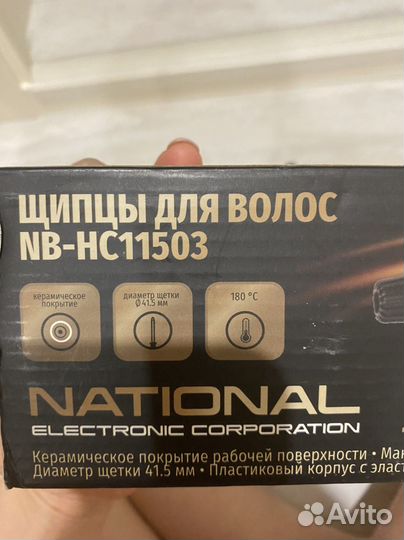 ЩИПЦЫ ДЛЯ ВОЛОС
NB-HC11503
керамическое
покрытие
диаметр щетки
Ø 41.5 мм
180 °C
NATIONAL
ELECTRONIC CORPORATION
Керамическое покрытие рабочей поверхности •
Диаметр щетки 41.5 мм • Пластиковый корпус с
Avito